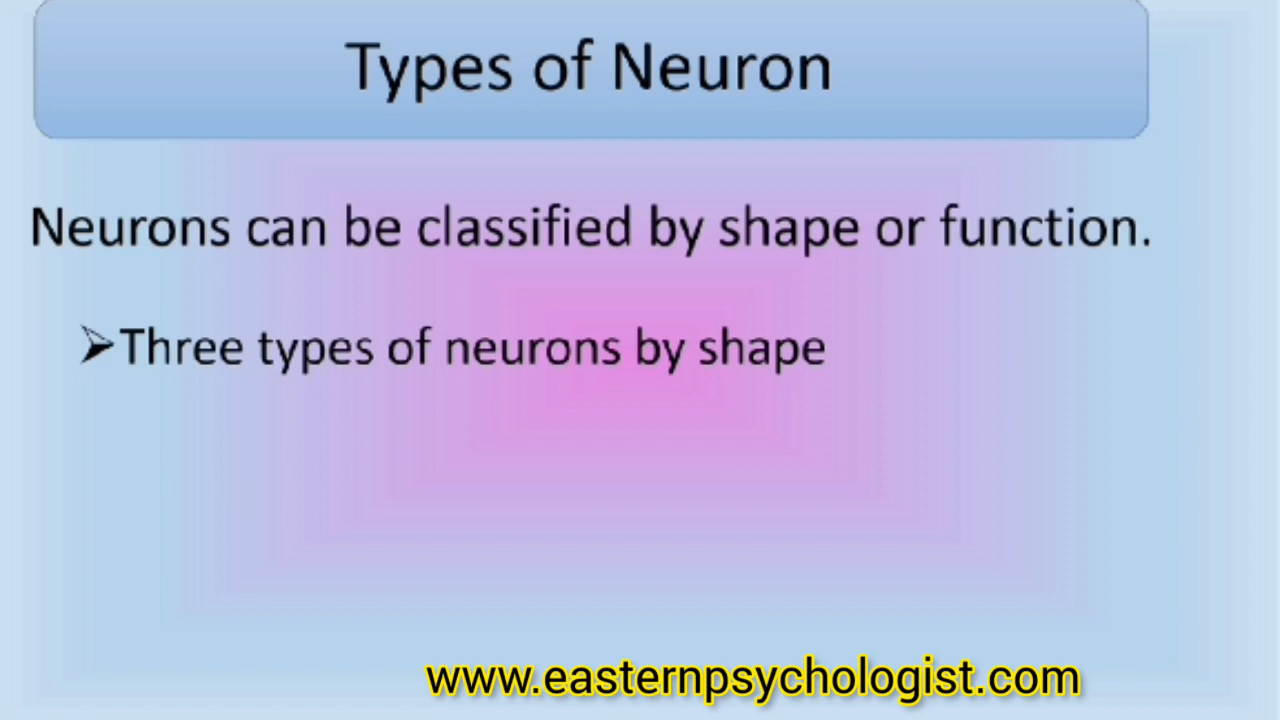 Types of Neuron
Neurons can be classified by shape or function.
➢Three types of neurons by shape
www.easternpsychologist.com